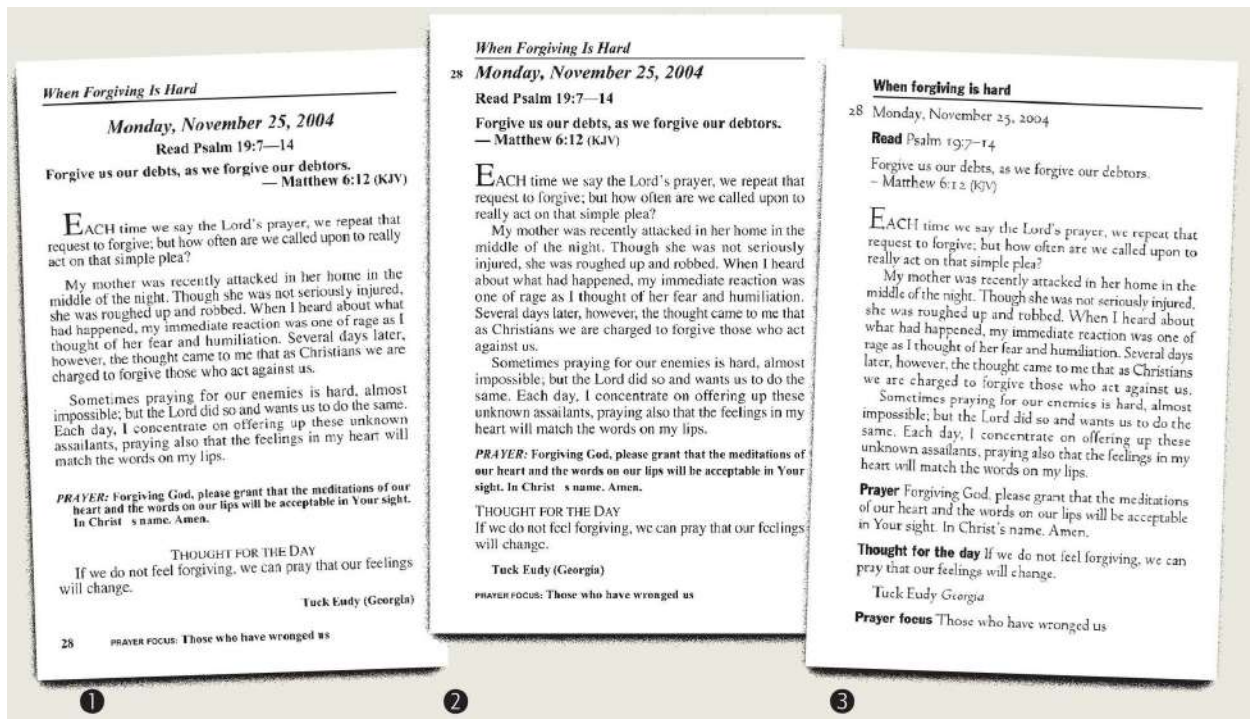 When Forgiving Is Hard
Monday, November 25, 2004
Read Psalm 19:7—14
Forgive us our debts, as we forgive our debtors.
— Matthew 6:12 (KJV)
EACH time we say the Lord's prayer, we repeat that
request to forgive; but how often are we called upon to really
act on that simple plea?
My mother was recently attacked in her home in the
middle of the night. Though she was not seriously injured,
she was roughed up and robbed. When I heard about what
had happened, my immediate reaction was one of rage as I
thought of her fear and humiliation. Several days later,
however, the thought came to me that as Christians we are
charged to forgive those who act against us.
Sometimes praying for our enemies is hard, almost
impossible; but the Lord did so and wants us to do the same.
Each day, I concentrate on offering up these unknown
assailants, praying also that the feelings in my heart will
match the words on my lips.
PRAYER: Forgiving God, please grant that the meditations of our
heart and the words on our lips will be acceptable in Your sight.
In Christ s name. Amen.
THOUGHT FOR THE DAY
If we do not feel forgiving, we can pray that our feelings
will change.
Tuck Eudy (Georgia)
28 PRAYER FOCUS: Those who have wronged us
1
When Forgiving Is Hard
28 Monday, November 25, 2004
Read Psalm 19:7—14
Forgive us our debts, as we forgive our debtors.
— Matthew 6:12 (KJV)
EACH time we say the Lord's prayer, we repeat that
request to forgive; but how often are we called upon to
really act on that simple plea?
My mother was recently attacked in her home in the
middle of the night. Though she was not seriously
injured, she was roughed up and robbed. When I heard
about what had happened, my immediate reaction was
one of rage as I thought of her fear and humiliation.
Several days later, however, the thought came to me that
as Christians we are charged to forgive those who act
against us.
Sometimes praying for our enemies is hard, almost
impossible; but the Lord did so and wants us to do the
same. Each day, I concentrate on offering up these
unknown assailants, praying also that the feelings in my
heart will match the words on my lips.
PRAYER: Forgiving God, please grant that the meditations of
our heart and the words on our lips will be acceptable in Your
sight. In Christ s name. Amen.
THOUGHT FOR THE DAY
If we do not feel forgiving, we can pray that our feelings
will change.
Tuck Eudy (Georgia)
PRAYER FOCUS: Those who have wronged us
2
When forgiving is hard
28 Monday, November 25, 2004
Read Psalm 19:7–14
Forgive us our debts, as we forgive our debtors.
– Matthew 6:12 (KJV)
EACH time we say the Lord's prayer, we repeat that
request to forgive; but how often are we called upon to
really act on that simple plea?
My mother was recently attacked in her home in the
middle of the night. Though she was not seriously injured,
she was roughed up and robbed. When I heard about
what had happened, my immediate reaction was one of
rage as I thought of her fear and humiliation. Several days
later, however, the thought came to me that as Christians
we are charged to forgive those who act against us.
Sometimes praying for our enemies is hard, almost
impossible; but the Lord did so and wants us to do the
same. Each day, I concentrate on offering up these
unknown assailants, praying also that the feelings in my
heart will match the words on my lips.
Prayer Forgiving God, please grant that the meditations
of our heart and the words on our lips will be acceptable
in Your sight. In Christ's name. Amen.
Thought for the day If we do not feel forgiving, we can
pray that our feelings will change.
Tuck Eudy Georgia
Prayer focus Those who have wronged us
3